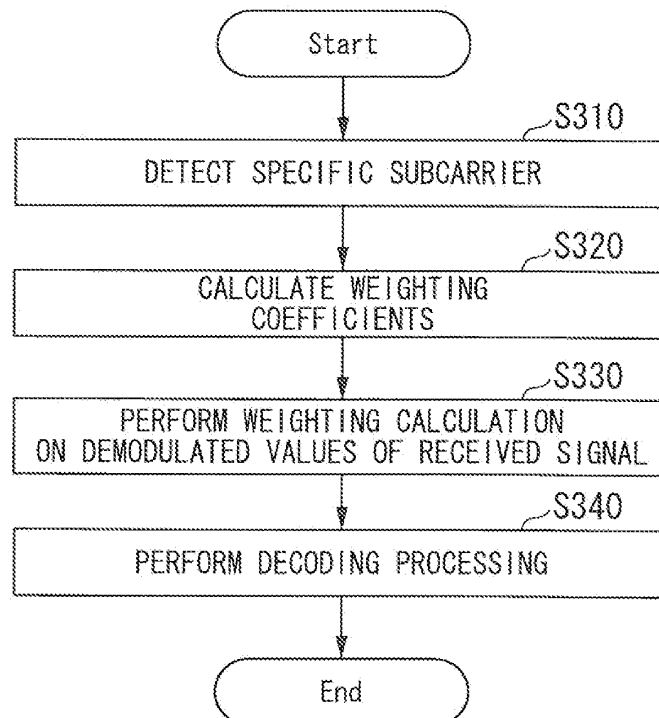 Start
S310
DETECT SPECIFIC SUBCARRIER
S320
CALCULATE WEIGHTING
COEFFICIENTS
S330
PERFORM WEIGHTING CALCULATION
ON DEMODULATED VALUES OF RECEIVED SIGNAL
S340
PERFORM DECODING PROCESSING
End